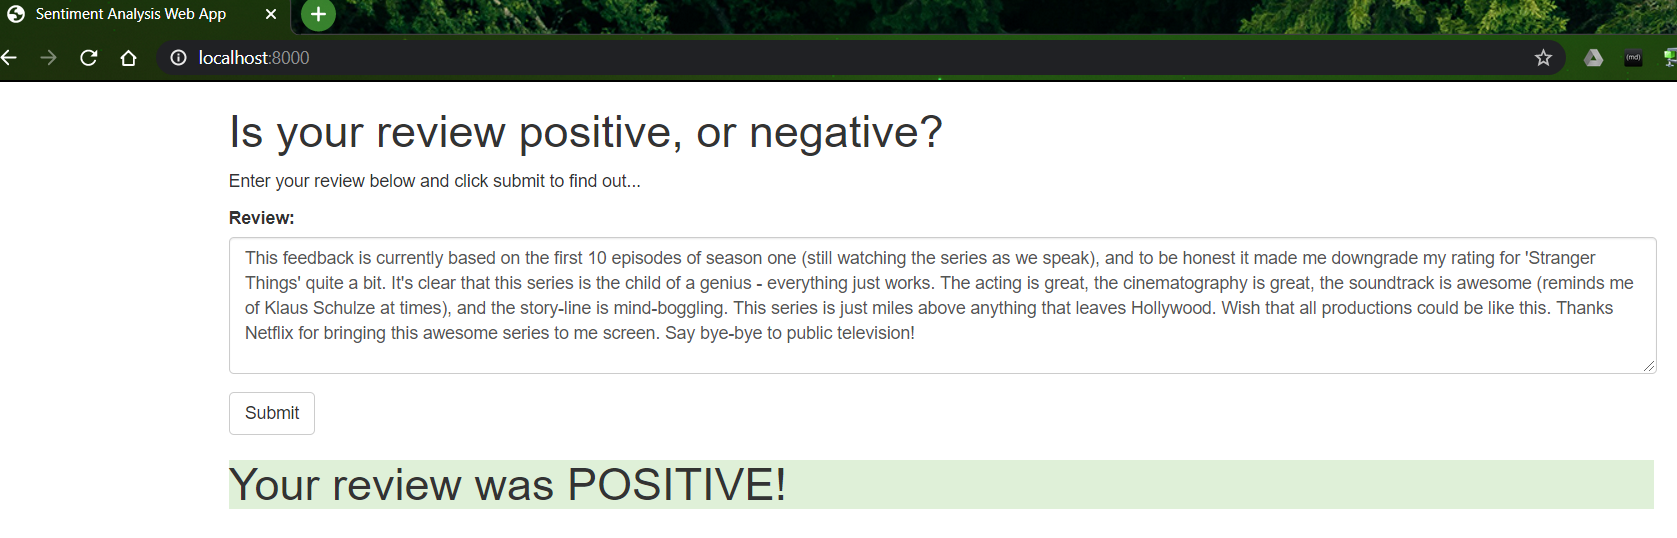 Sentiment Analysis Web App
localhost:8000
(md)
Is your review positive, or negative?
Enter your review below and click submit to find out...
Review:
This feedback is currently based on the first 10 episodes of season one (still watching the series as we speak), and to be honest it made me downgrade my rating for 'Stranger
Things' quite a bit. It's clear that this series is the child of a genius - everything just works. The acting is great, the cinematography is great, the soundtrack is awesome (reminds me
of Klaus Schulze at times), and the story-line is mind-boggling. This series is just miles above anything that leaves Hollywood. Wish that all productions could be like this. Thanks
Netflix for bringing this awesome series to me screen. Say bye-bye to public television!
Submit
Your review was POSITIVE!